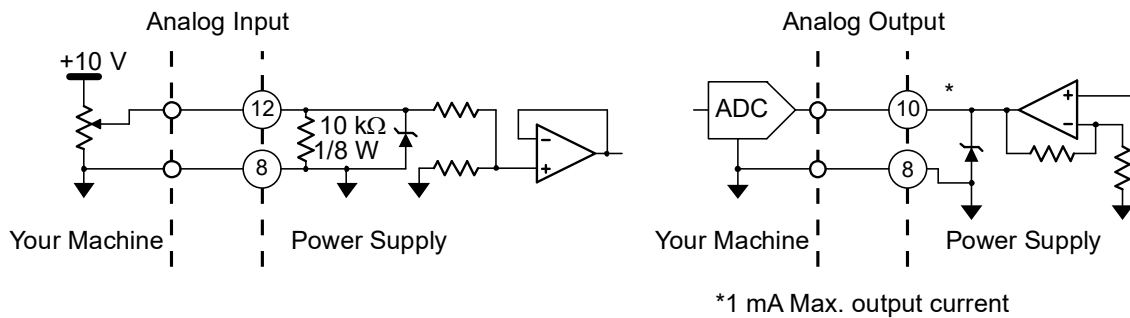 Analog Input
+10 V
12
10 kΩ
1/8 W
8
-
+
Your Machine
Power Supply
Analog Output
ADC
10
*
+
-
8
Your Machine
Power Supply
*1 mA Max. output current